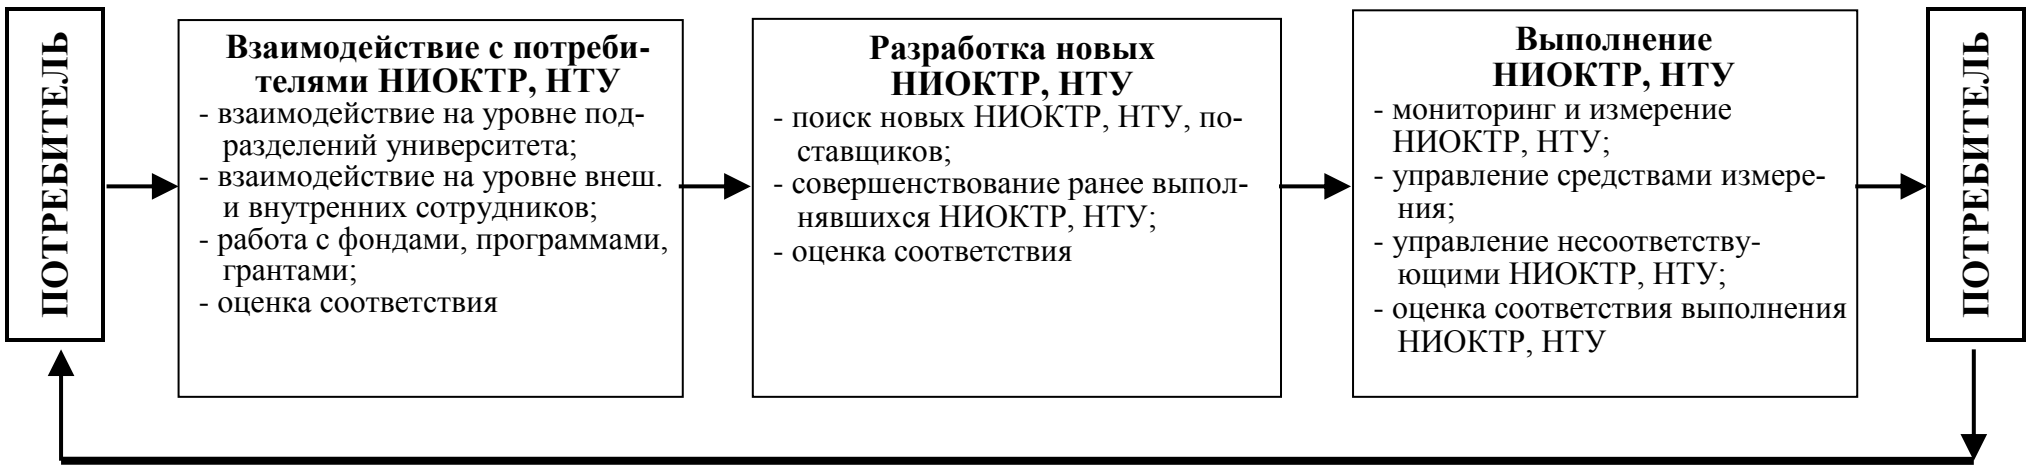 ПОТРЕБИТЕЛЬ
Взаимодействие с потреби-
телями НИОКТР, НТУ
- взаимодействие на уровне под-
разделений университета;
- взаимодействие на уровне внеш.
и внутренних сотрудников;
- работа с фондами, программами,
грантами;
- оценка соответствия
Разработка новых
НИОКТР, НТУ
- поиск новых НИОКТР, НТУ, по-
ставщиков;
- совершенствование ранее выпол-
нявшихся НИОКТР, НТУ;
- оценка соответствия
Выполнение
НИОКТР, НТУ
- мониторинг и измерение
НИОКТР, НТУ;
- управление средствами измере-
ния;
- управление несоответству-
ющими НИОКТР, НТУ;
- оценка соответствия выполнения
НИОКТР, НТУ
ПОТРЕБИТЕЛЬ